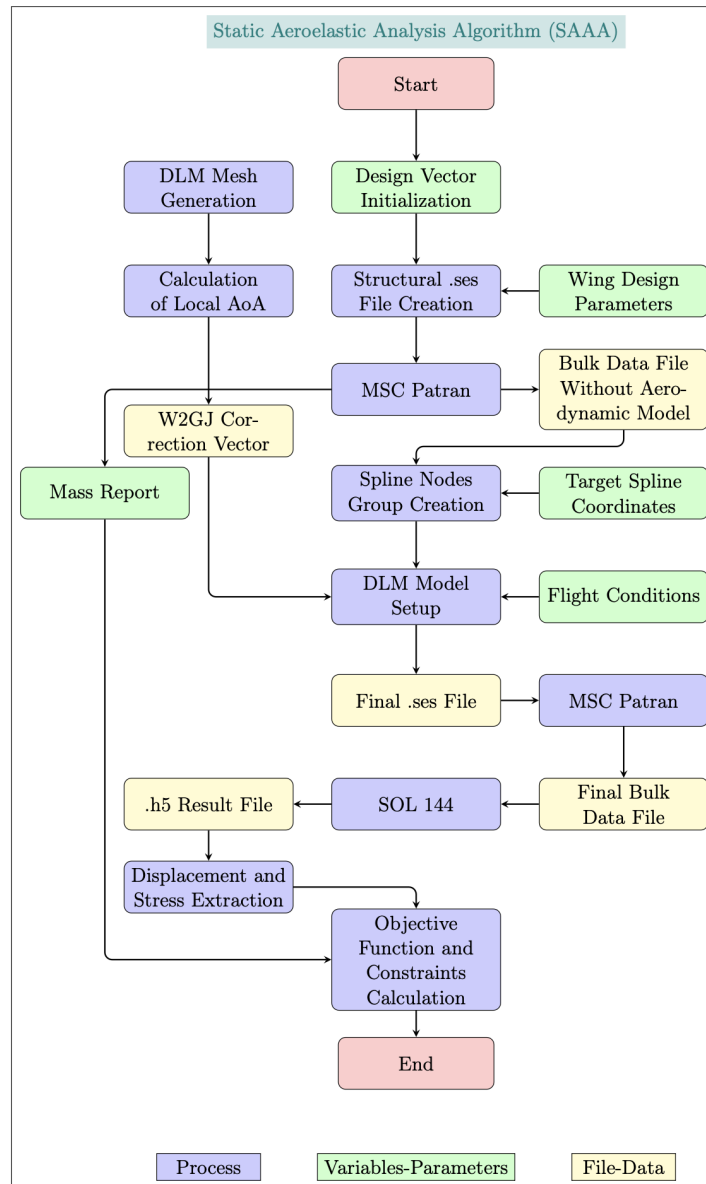 Static Aeroelastic Analysis Algorithm (SAAA)
Start
DLM Mesh
Generation
Design Vector
Initialization
Calculation
of Local AoA
Structural .ses
File Creation
Wing Design
Parameters
MSC Patran
Bulk Data File
Without Aero-
dynamic Model
W2GJ Cor-
rection Vector
Mass Report
Spline Nodes
Group Creation
Target Spline
Coordinates
DLM Model
Setup
Flight Conditions
Final .ses File
MSC Patran
.h5 Result File
SOL 144
Final Bulk
Data File
Displacement and
Stress Extraction
Objective
Function and
Constraints
Calculation
End
Process
Variables-Parameters
File-Data